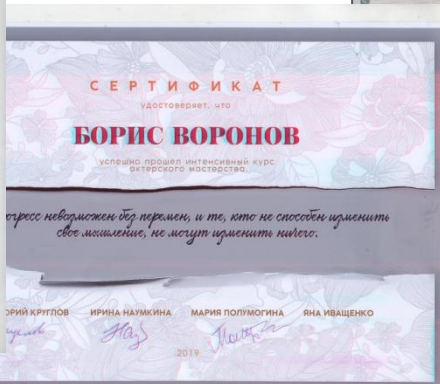 СЕРТИФИКАТ
удостоверяет, что
БОРИС ВОРОНОВ
успешно прошел интенсивный курс
актерского мастерства.
огресс невозможен без перемен, и те, кто не способен изменить
свое мышление, не могут изменить ничего.
ОРИЙ КРУГЛОВ ИРИНА НАУМКИНА МАРИЯ ПОЛУМОГИНА ЯНА ИВАЩЕНКО
2019